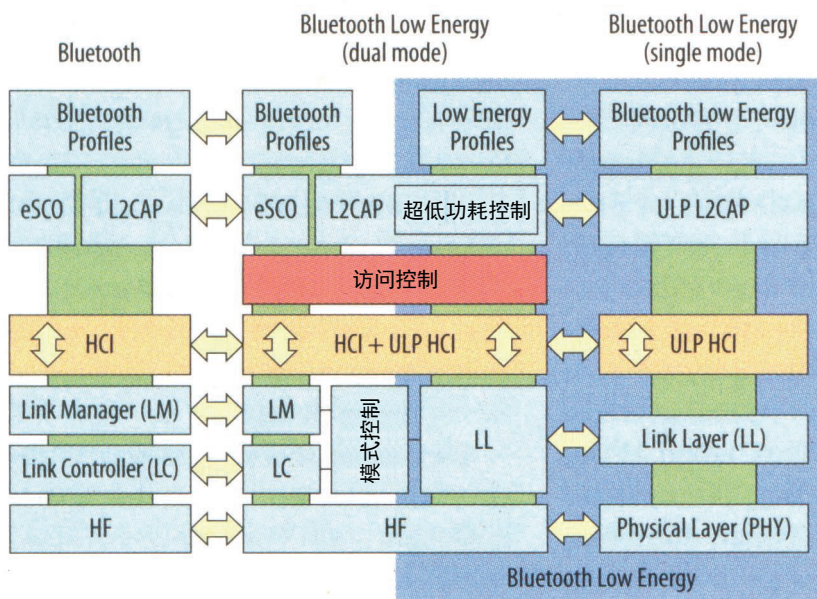 Bluetooth
Bluetooth Low Energy
(dual mode)
Bluetooth Low Energy
(single mode)
Bluetooth
Profiles
Bluetooth
Profiles
Low Energy
Profiles
Bluetooth Low Energy
Profiles
eSCO
L2CAP
eSCO
L2CAP
超低功耗控制
ULP L2CAP
访问控制
HCI
HCI + ULP HCI
ULP HCI
Link Manager (LM)
LM
模式控制
LL
Link Layer (LL)
Link Controller (LC)
LC
HF
HF
Physical Layer (PHY)
Bluetooth Low Energy